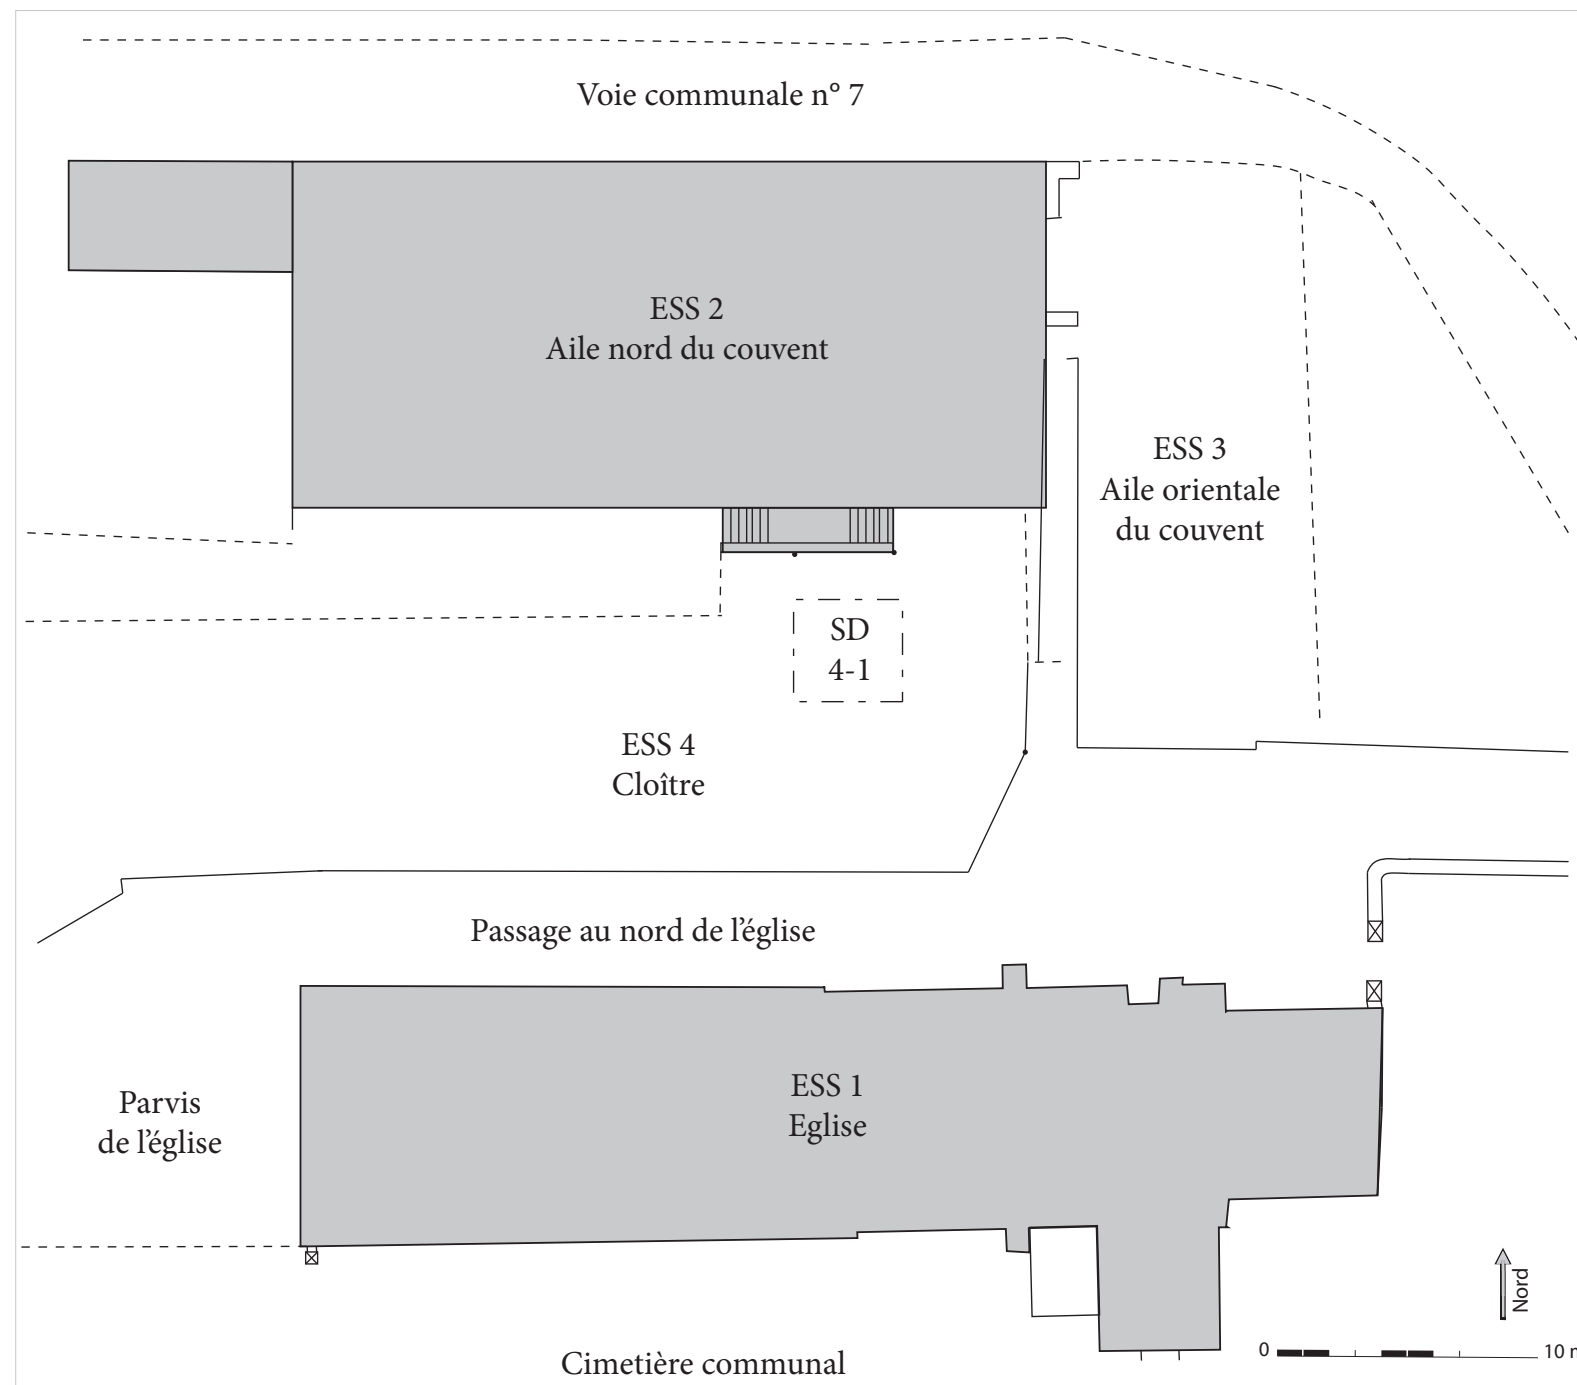 Voie communale n° 7
ESS 2
Aile nord du couvent
ESS 3
Aile orientale
du couvent
SD
4-1
ESS 4
Cloître
Passage au nord de l'église
Parvis
de l'église
ESS 1
Eglise
Nord
0 10 m
Cimetière communal